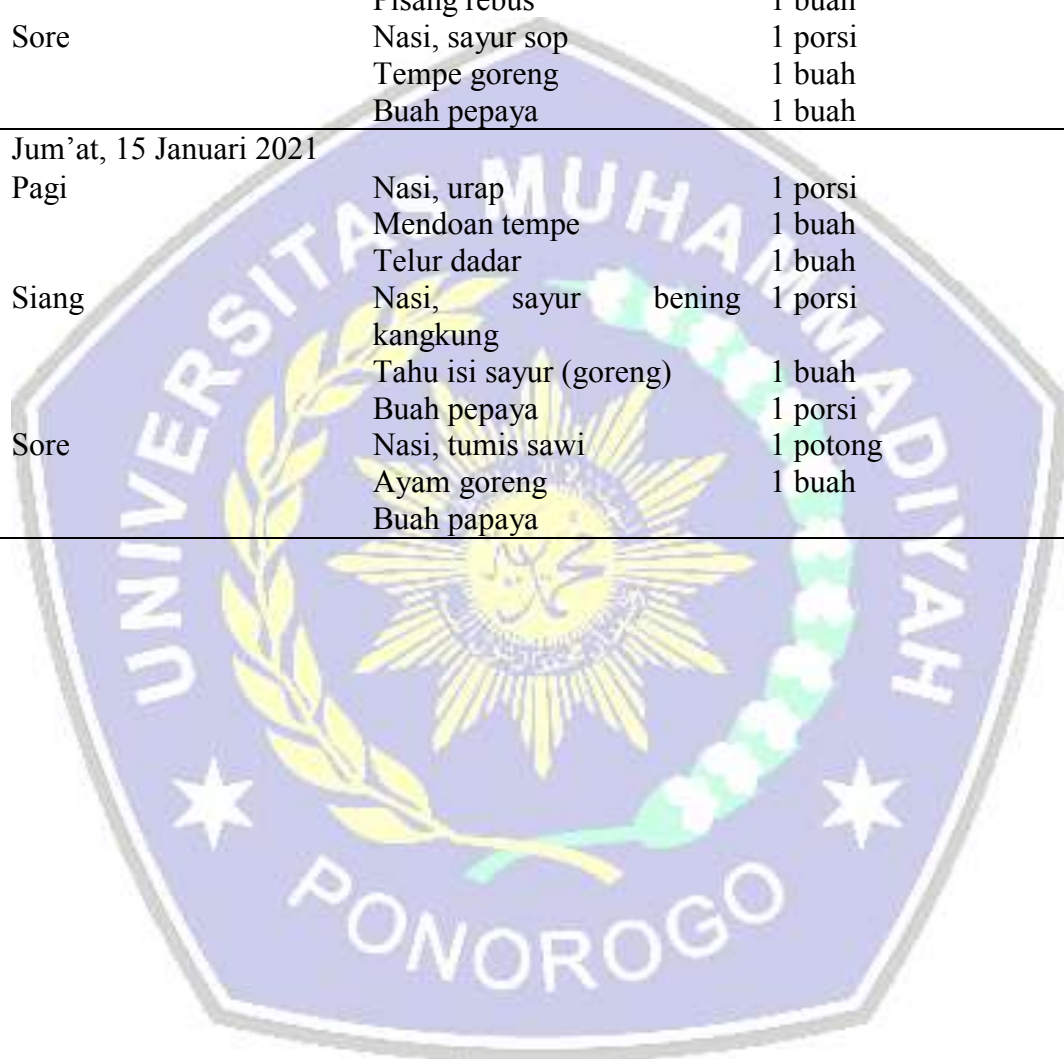 Pisang rebus 1 buah
Sore Nasi, sayur sop 1 porsi
Tempe goreng 1 buah
Buah pepaya 1 buah
Jum’at, 15 Januari 2021
Pagi Nasi, urap 1 porsi
Mendoan tempe 1 buah
Telur dadar 1 buah
Siang Nasi, sayur bening 1 porsi
kangkung
Tahu isi sayur (goreng) 1 buah
Buah pepaya 1 porsi
Sore Nasi, tumis sawi 1 potong
Ayam goreng 1 buah
Buah papaya
UNIVERSITAS MUHAMMADIYAH
PONOROGO